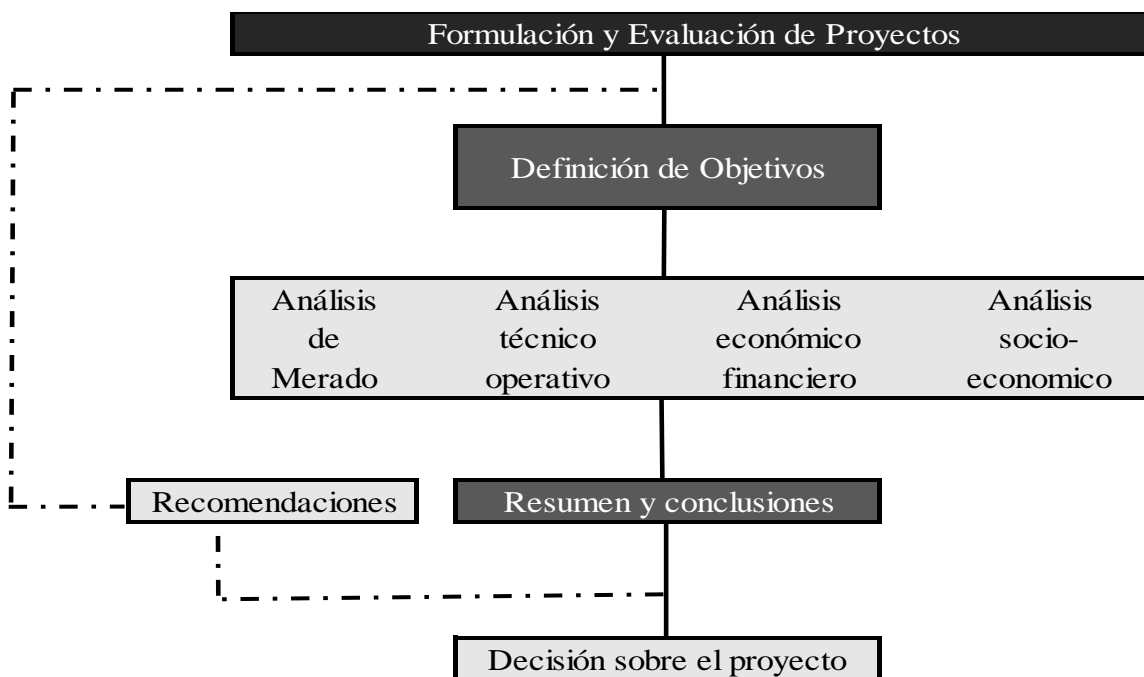 Formulación y Evaluación de Proyectos
Definición de Objetivos
Análisis
de
Merado
Análisis
técnico
operativo
Análisis
económico
financiero
Análisis
socio-
economico
Recomendaciones
Resumen y conclusiones
Decisión sobre el proyecto